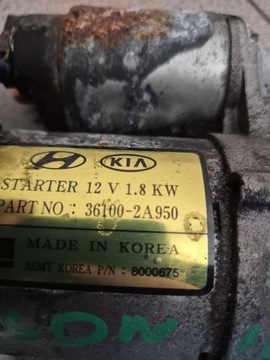 KIA
STARTER 12 V 1.8 KW
PART NO : 36100-2A950
MADE IN KOREA
REMY KOREA P/N : 8000675